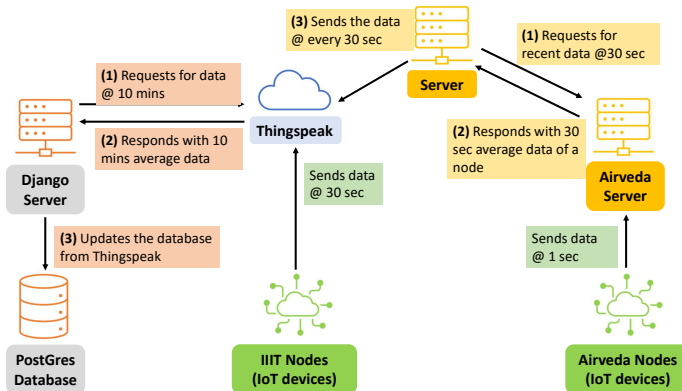 (3) Sends the data
@ every 30 sec
(1) Requests for
recent data @30 sec
Server
(1) Requests for data
@ 10 mins
Thingspeak
(2) Responds with 10
mins average data
(2) Responds with 30
sec average data of a
node
Django
Server
Airveda
Server
Sends data
@ 30 sec
(3) Updates the database
from Thingspeak
Sends data
@ 1 sec
PostGres
Database
IIIT Nodes
(IoT devices)
Airveda Nodes
(IoT devices)